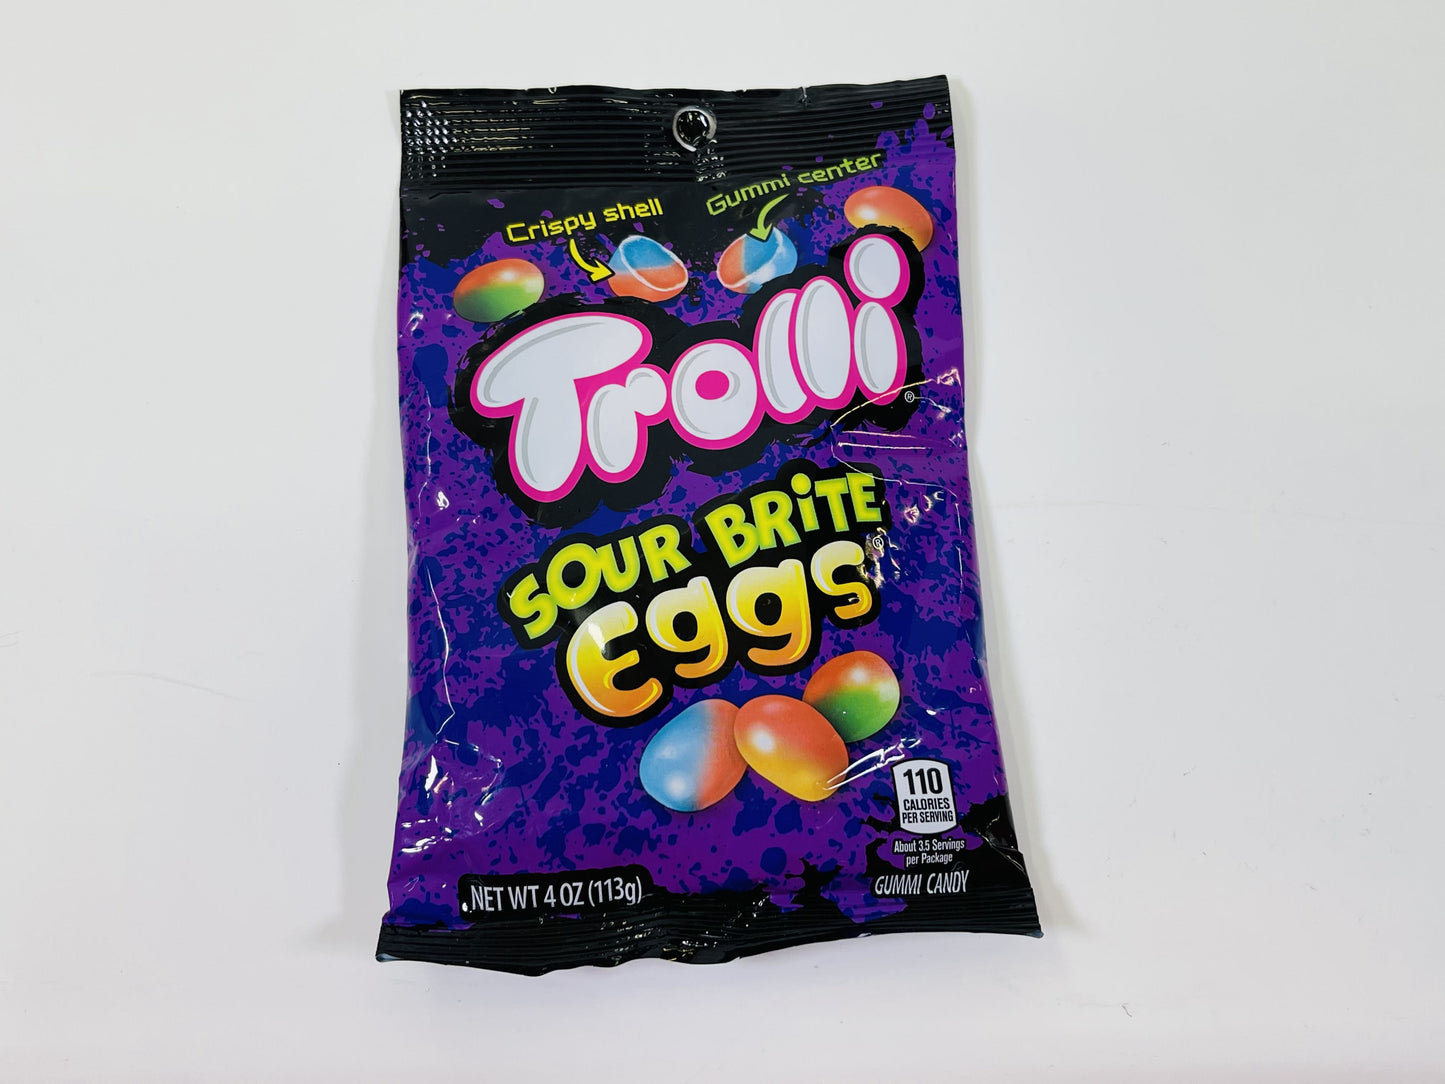 Crispy shell
Gummi center
Trolli®
SOUR BRiTE
Eggs®
110
CALORIES
PER SERVING
About 3.5 Servings
per Package
NET WT 4 OZ (113g)
GUMMI CANDY